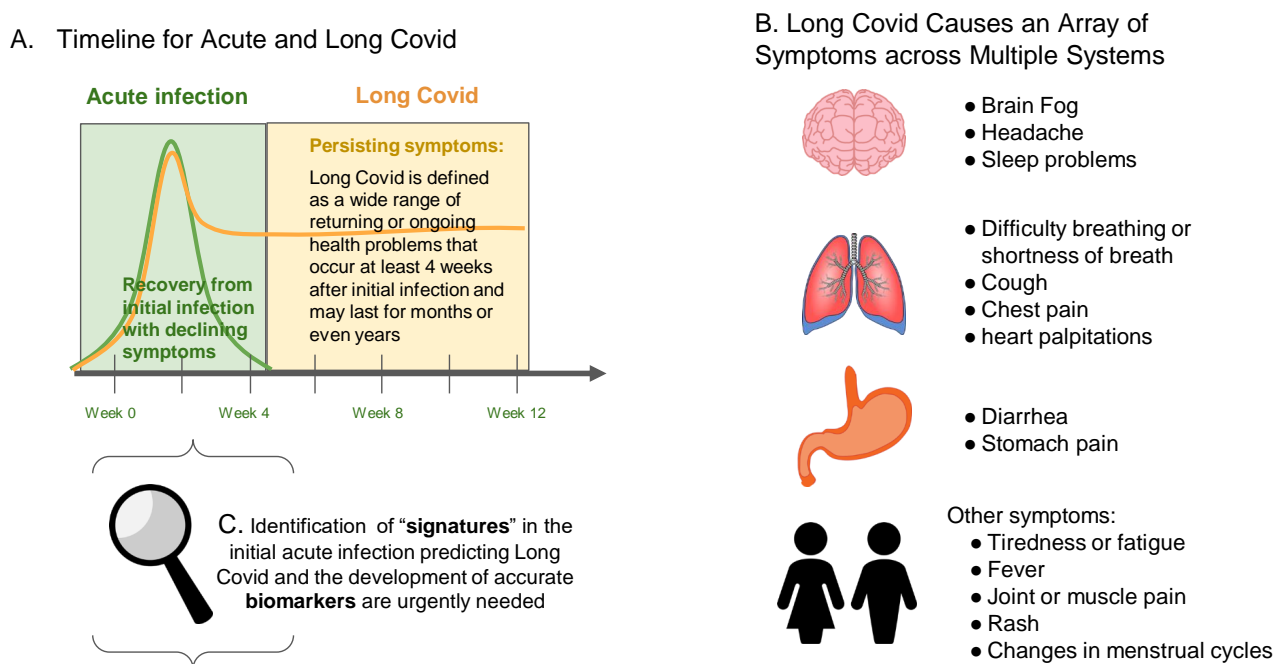 A. Timeline for Acute and Long Covid
Acute infection
Long Covid
Persisting symptoms:
Long Covid is defined
as a wide range of
returning or ongoing
health problems that
occur at least 4 weeks
after initial infection and
may last for months or
even years
Recovery from
initial infection
with declining
symptoms
Week 0
Week 4
Week 8
Week 12
C. Identification of “signatures” in the
initial acute infection predicting Long
Covid and the development of accurate
biomarkers are urgently needed
B. Long Covid Causes an Array of
Symptoms across Multiple Systems
● Brain Fog
● Headache
● Sleep problems
● Difficulty breathing or
shortness of breath
● Cough
● Chest pain
● heart palpitations
● Diarrhea
● Stomach pain
Other symptoms:
● Tiredness or fatigue
● Fever
● Joint or muscle pain
● Rash
● Changes in menstrual cycles